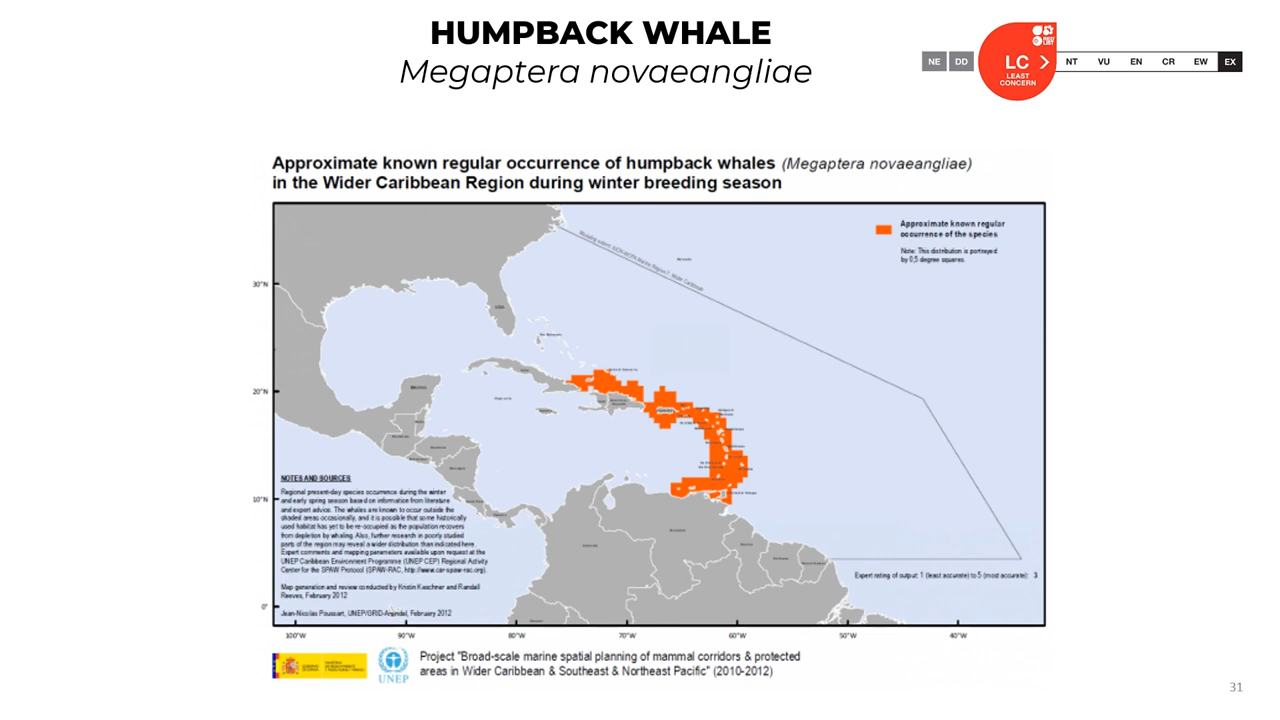 HUMPBACK WHALE
Megaptera novaeangliae
NE DD LC LEAST CONCERN NT VU EN CR EW EX
Approximate known regular occurrence of humpback whales (Megaptera novaeangliae)
in the Wider Caribbean Region during winter breeding season
Approximate known regular
occurrence of the species
Note: This distribution is portrayed
by 0,5 degree squares.
30°N
20°N
10°N
0°
USA
NOTES AND SOURCES
Regional present-day species occurrence during the winter
and early spring season based on information from literature
and expert advice. The whales are known to occur outside the
shaded areas occasionally, and it is possible that some historically
used habitat has yet to be re-occupied as the population recovers
from depletion by whaling. Also, further research in poorly studied
parts of the region may reveal a wider distribution than indicated here.
Expert comments and mapping parameters available upon request at the
UNEP Caribbean Environment Programme (UNEP CEP) Regional Activity
Center for the SPAW Protocol (SPAW-RAC, http://www.car-spaw-rac.org).
Map generation and review conducted by Kristin Kaschner and Randall
Reeves, February 2012
Jean-Nicolas Poussart, UNEP/GRID-Arendal, February 2012
Expert rating of output: 1 (least accurate) to 5 (most accurate): 3
100°W 90°W 80°W 70°W 60°W 50°W 40°W
UNEP
Project "Broad-scale marine spatial planning of mammal corridors & protected
areas in Wider Caribbean & Southeast & Northeast Pacific" (2010-2012)
31